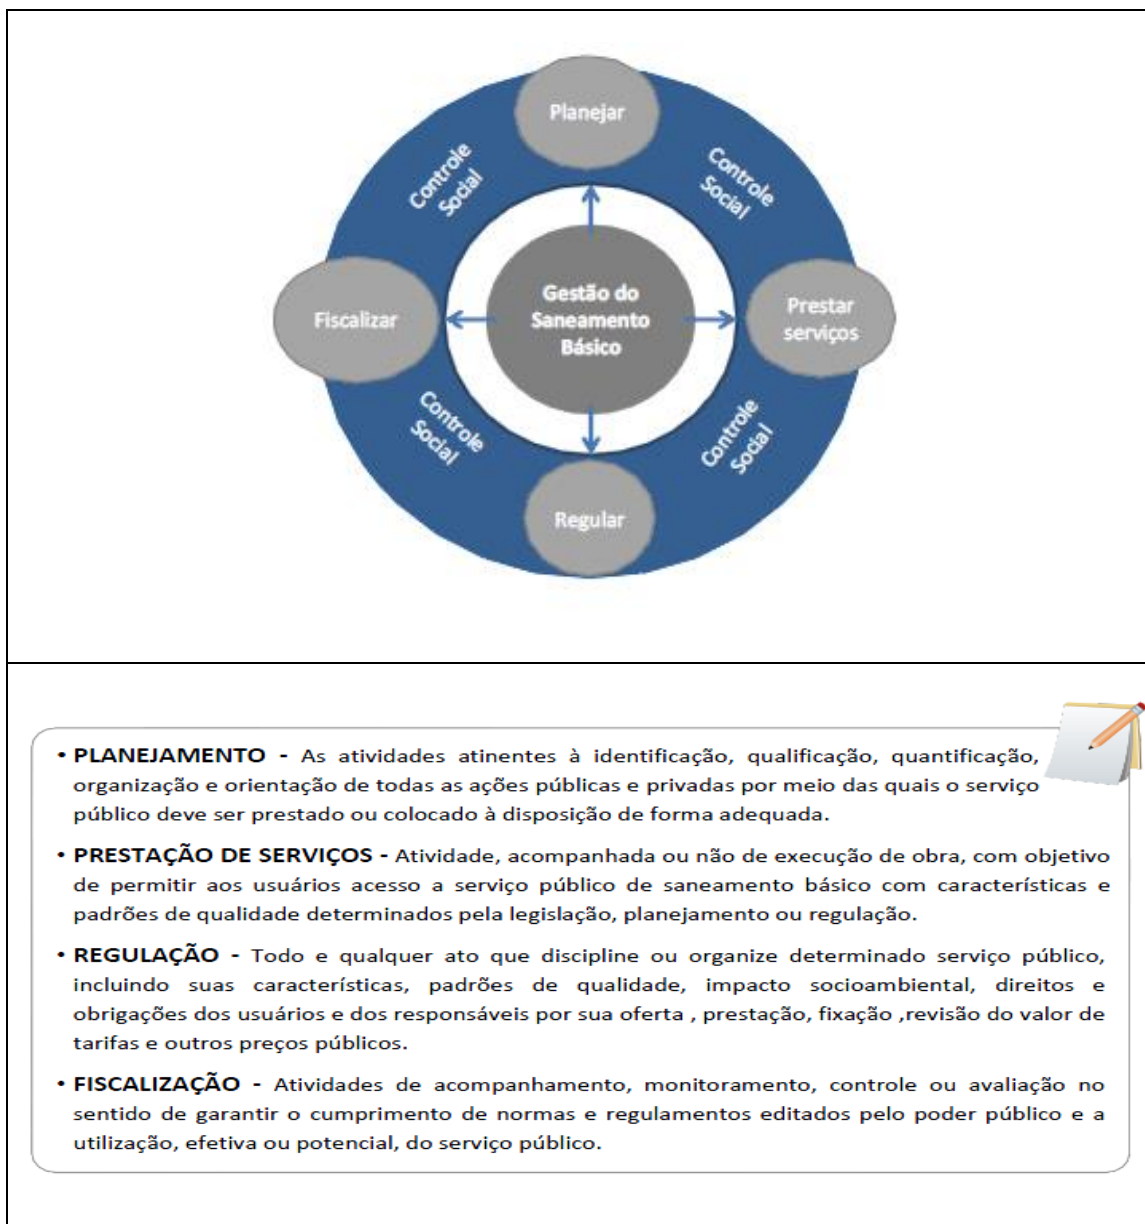 Planejar
Controle
Social
Controle
Social
Fiscalizar
Gestão do
Saneamento
Básico
Prestar
serviços
Controle
Social
Controle
Social
Regular
• PLANEJAMENTO - As atividades atinentes à identificação, qualificação, quantificação,
organização e orientação de todas as ações públicas e privadas por meio das quais o serviço
público deve ser prestado ou colocado à disposição de forma adequada.
• PRESTAÇÃO DE SERVIÇOS - Atividade, acompanhada ou não de execução de obra, com objetivo
de permitir aos usuários acesso a serviço público de saneamento básico com características e
padrões de qualidade determinados pela legislação, planejamento ou regulação.
• REGULAÇÃO - Todo e qualquer ato que discipline ou organize determinado serviço público,
incluindo suas características, padrões de qualidade, impacto socioambiental, direitos e
obrigações dos usuários e dos responsáveis por sua oferta , prestação, fixação ,revisão do valor de
tarifas e outros preços públicos.
• FISCALIZAÇÃO - Atividades de acompanhamento, monitoramento, controle ou avaliação no
sentido de garantir o cumprimento de normas e regulamentos editados pelo poder público e a
utilização, efetiva ou potencial, do serviço público.